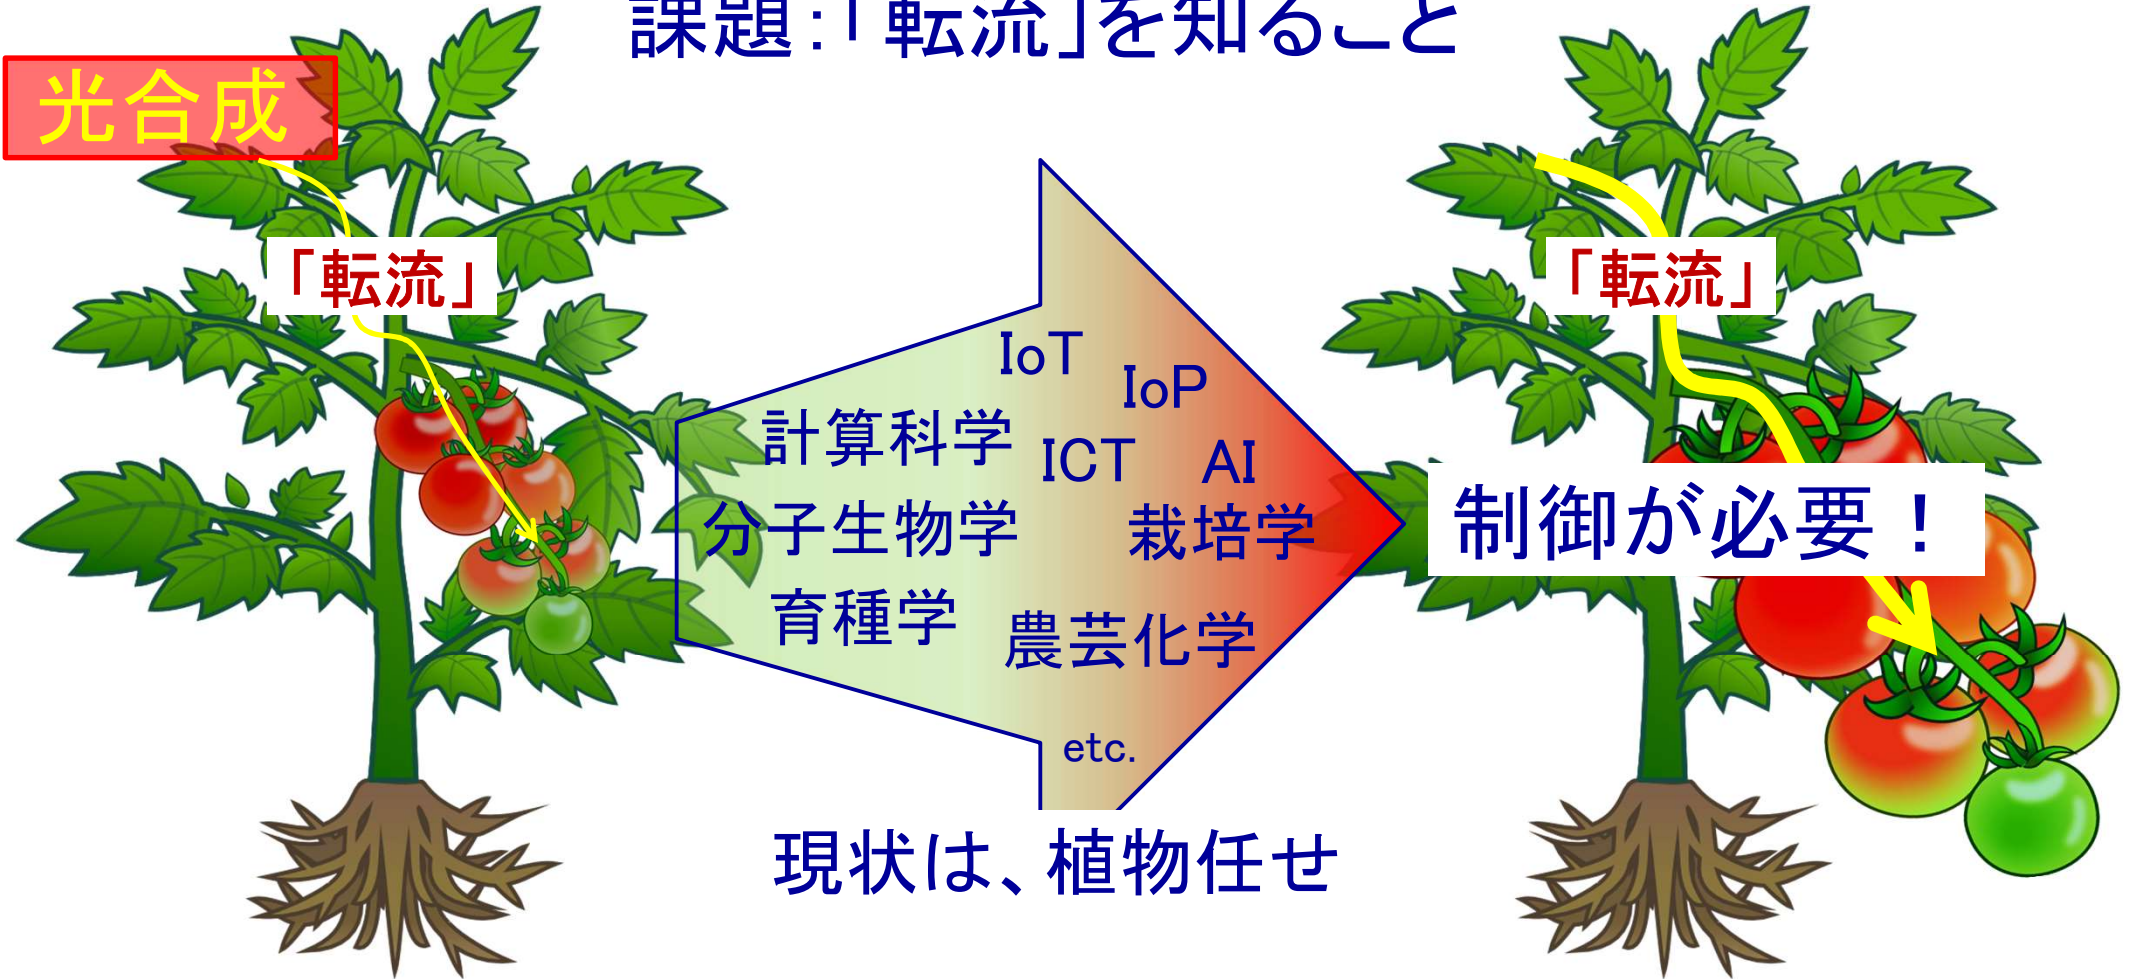 課題:「転流」を知ること
光合成
「転流」
「転流」
IoT
IoP
計算科学
ICT
AI
分子生物学
栽培学
制御が必要！
育種学
農芸化学
etc.
現状は、植物任せ